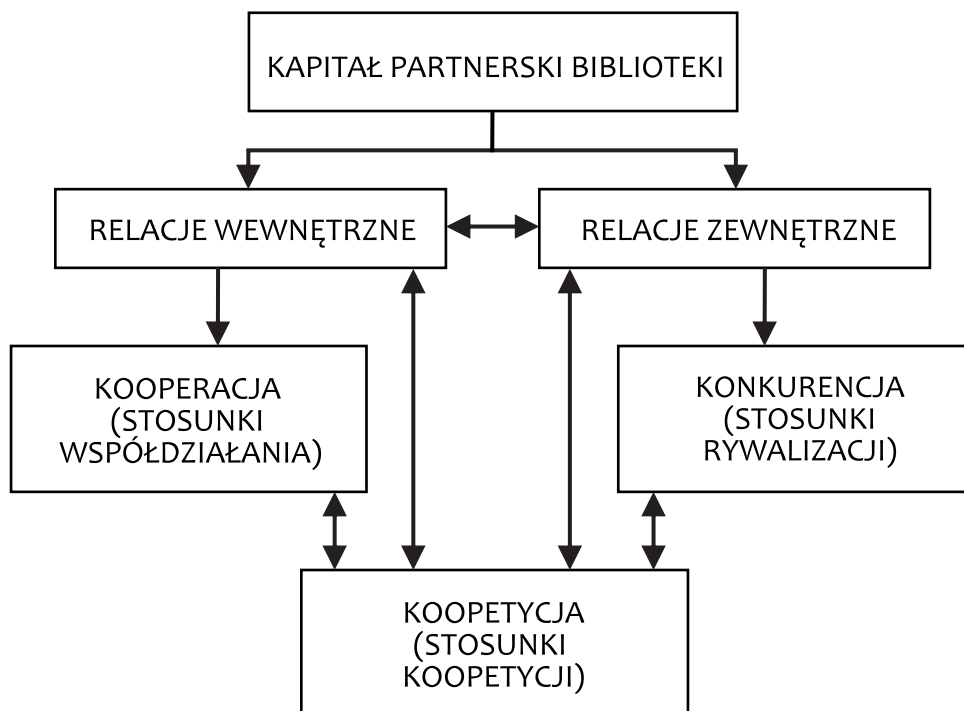 KAPITAŁ PARTNERSKI BIBLIOTEKI
RELACJE WEWNĘTRZNE
RELACJE ZEWNĘTRZNE
KOOPERACJA
(STOSUNKI
WSPÓŁDZIAŁANIA)
KONKURENCJA
(STOSUNKI
RYWALIZACJI)
KOOPETYCJA
(STOSUNKI
KOOPETYCJI)